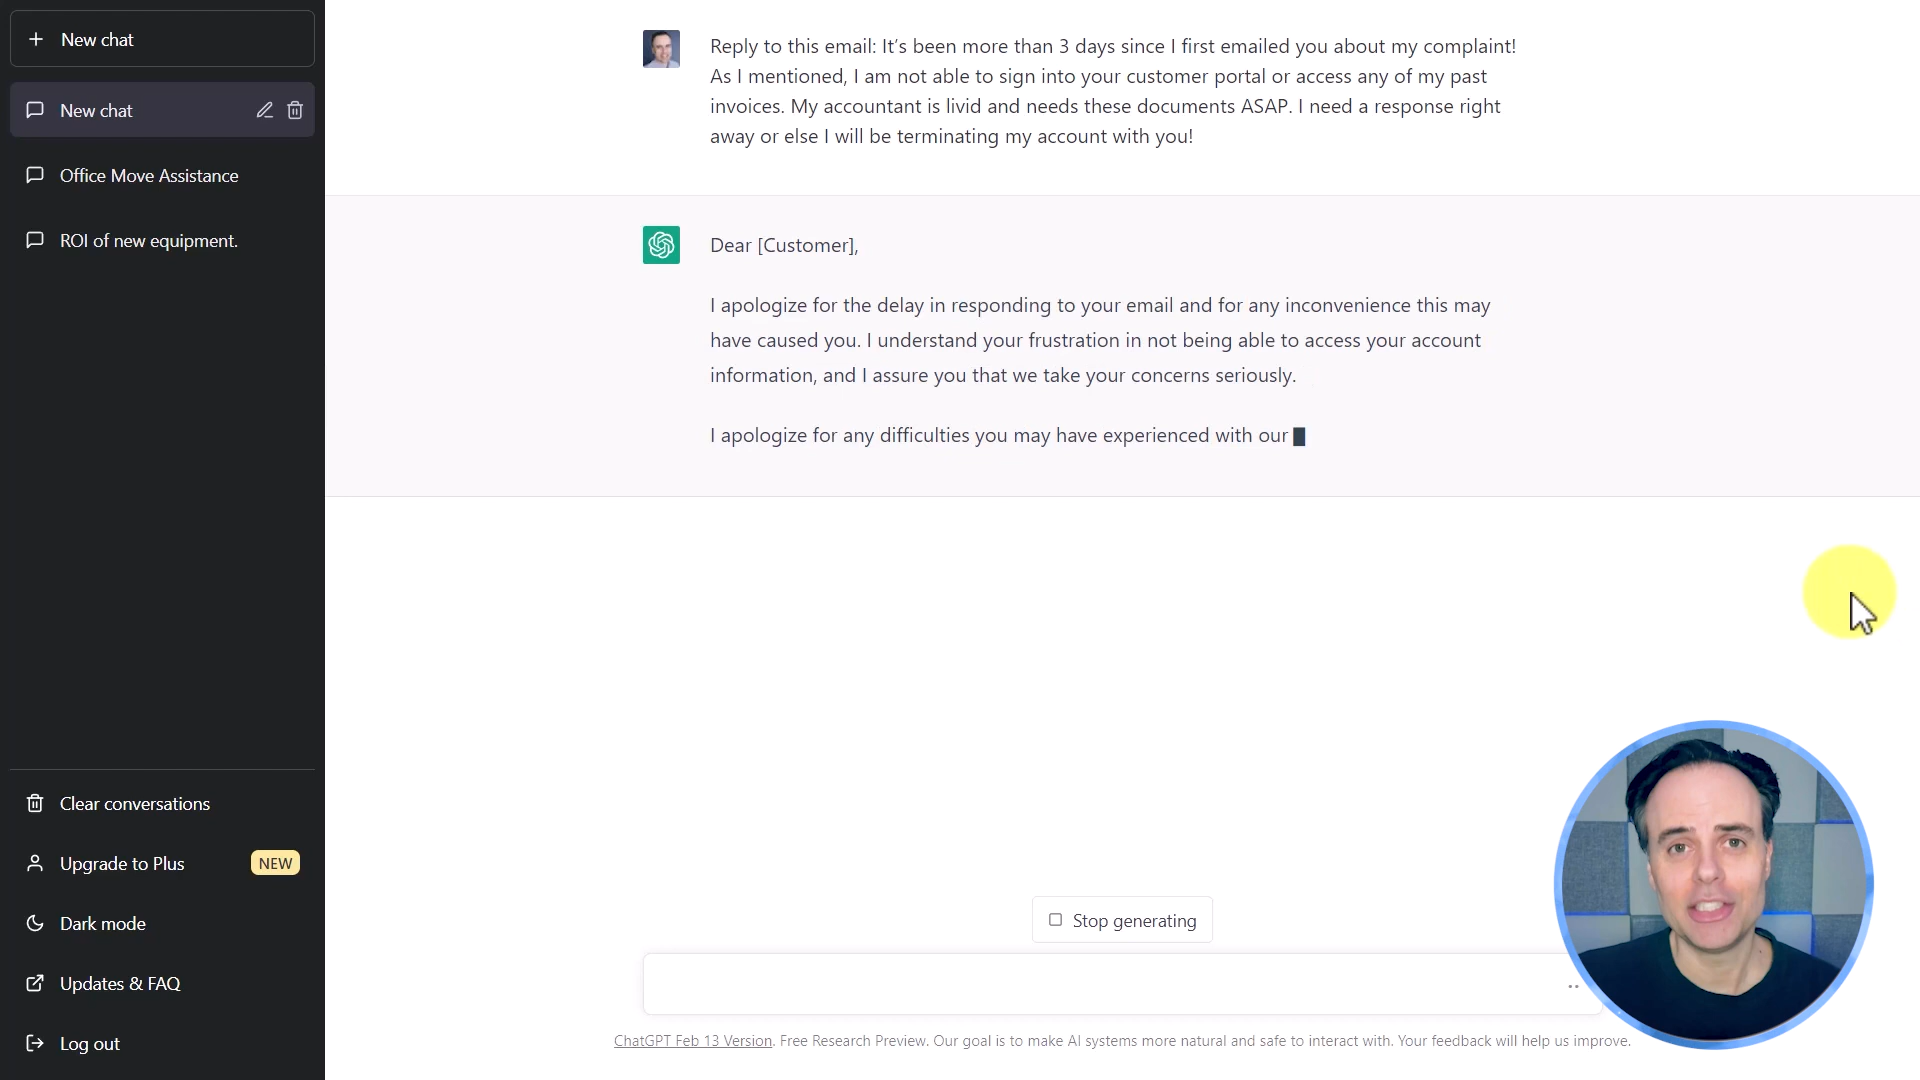 New chat
New chat
Office Move Assistance
ROI of new equipment.
Clear conversations
Upgrade to Plus
NEW
Dark mode
Updates & FAQ
Log out
Reply to this email: It’s been more than 3 days since I first emailed you about my complaint!
As I mentioned, I am not able to sign into your customer portal or access any of my past
invoices. My accountant is livid and needs these documents ASAP. I need a response right
away or else I will be terminating my account with you!
Dear [Customer],
I apologize for the delay in responding to your email and for any inconvenience this may
have caused you. I understand your frustration in not being able to access your account
information, and I assure you that we take your concerns seriously.
I apologize for any difficulties you may have experienced with our
Stop generating
ChatGPT Feb 13 Version. Free Research Preview. Our goal is to make AI systems more natural and safe to interact with. Your feedback will help us improve.